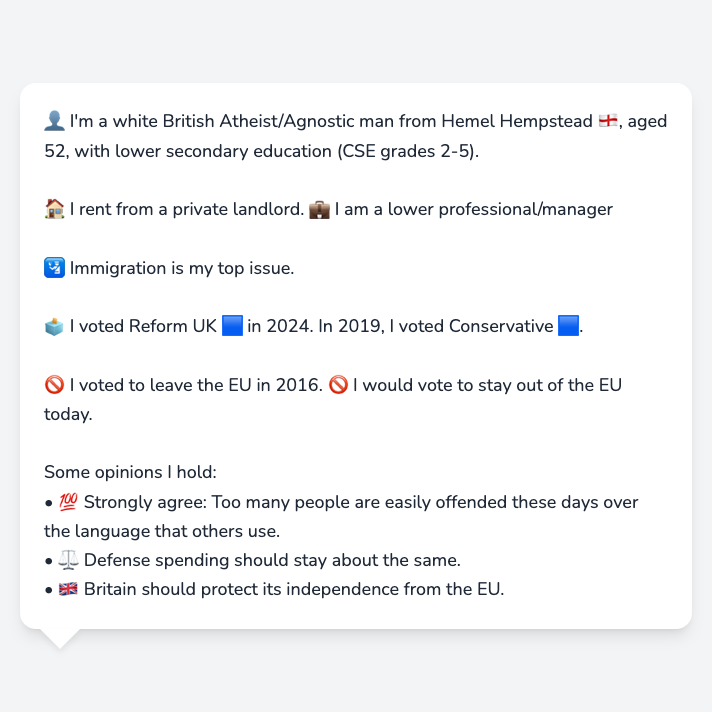 👤 I'm a white British Atheist/Agnostic man from Hemel Hempstead 🏴󠁧󠁢󠁥󠁮󠁧󠁿, aged
52, with lower secondary education (CSE grades 2-5).
🏠 I rent from a private landlord. 💼 I am a lower professional/manager
🛂 Immigration is my top issue.
🗳️ I voted Reform UK 🟦 in 2024. In 2019, I voted Conservative 🟦.
🚫 I voted to leave the EU in 2016. 🚫 I would vote to stay out of the EU
today.
Some opinions I hold:
• 💯 Strongly agree: Too many people are easily offended these days over
the language that others use.
• ⚖️ Defense spending should stay about the same.
• 🇬🇧 Britain should protect its independence from the EU.